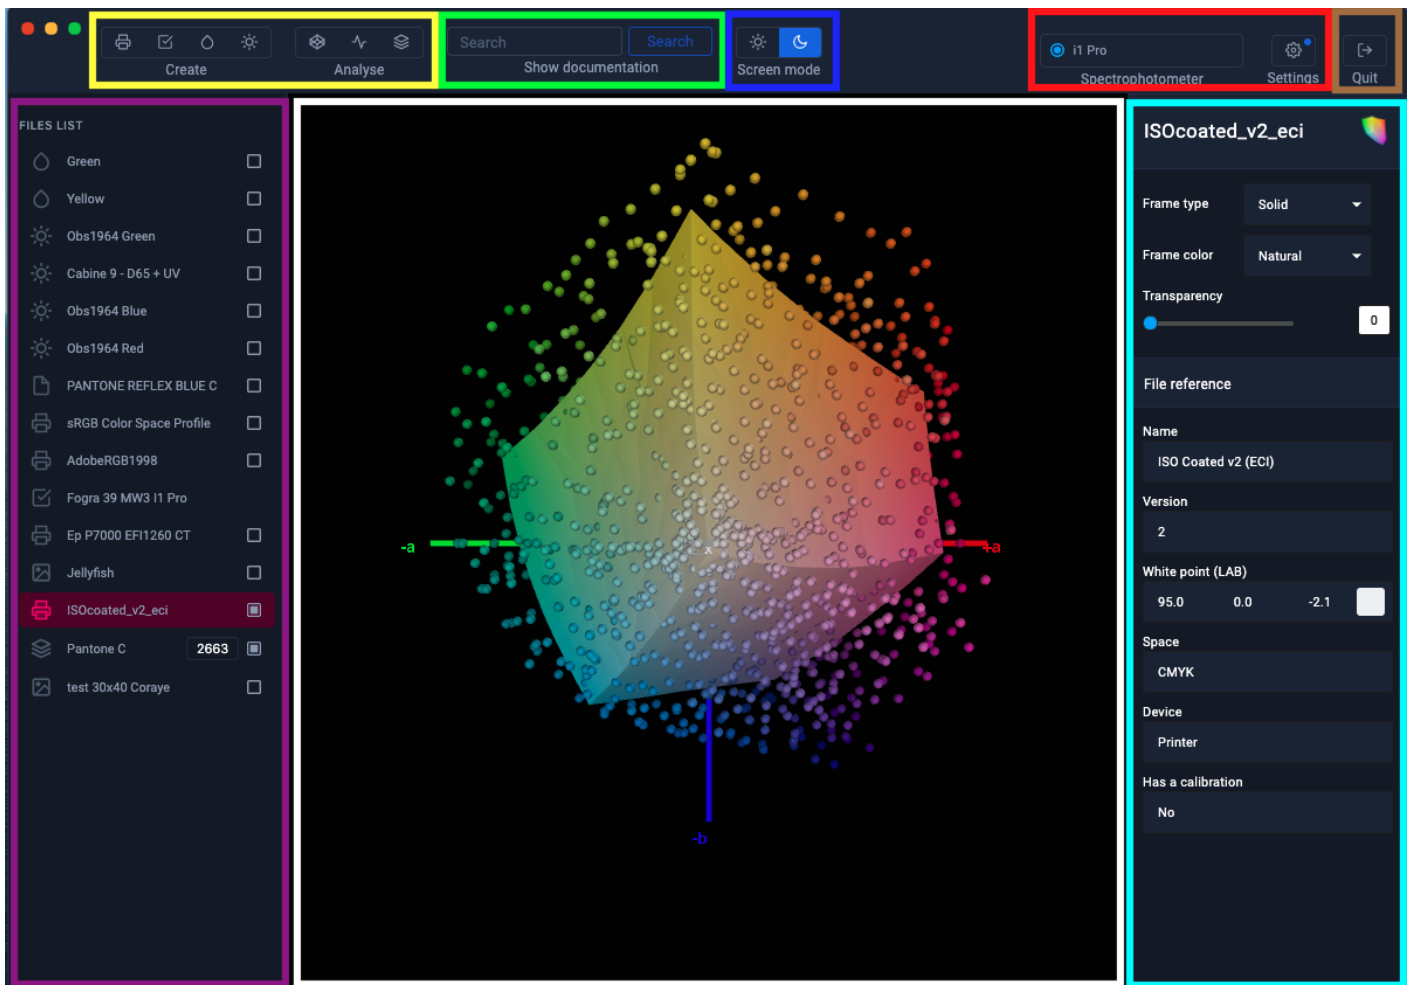 Search
Search
i1 Pro
Create
Analyse
Show documentation
Screen mode
Spectrophotometer
Settings
Quit
FILES LIST
Green
Yellow
Obs1964 Green
Cabine 9 - D65 + UV
Obs1964 Blue
Obs1964 Red
PANTONE REFLEX BLUE C
sRGB Color Space Profile
AdobeRGB1998
Fogra 39 MW3 I1 Pro
Ep P7000 EFI1260 CT
Jellyfish
ISOcoated_v2_eci
Pantone C 2663
test 30x40 Coraye
-a
+a
-b
ISOcoated_v2_eci
Frame type Solid
Frame color Natural
Transparency
0
File reference
Name
ISO Coated v2 (ECI)
Version
2
White point (LAB)
95.0 0.0 -2.1
Space
CMYK
Device
Printer
Has a calibration
No